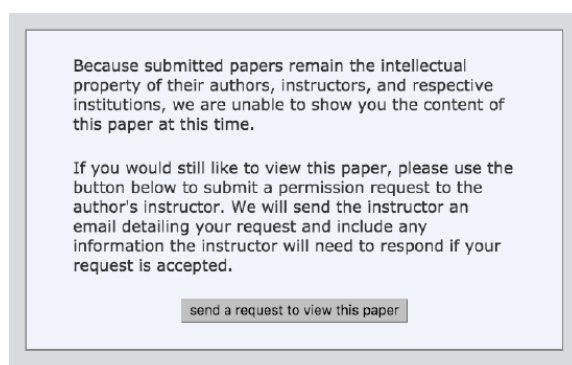 Because submitted papers remain the intellectual
property of their authors, instructors, and respective
institutions, we are unable to show you the content of
this paper at this time.
If you would still like to view this paper, please use the
button below to submit a permission request to the
author's instructor. We will send the instructor an
email detailing your request and include any
information the instructor will need to respond if your
request is accepted.
send a request to view this paper